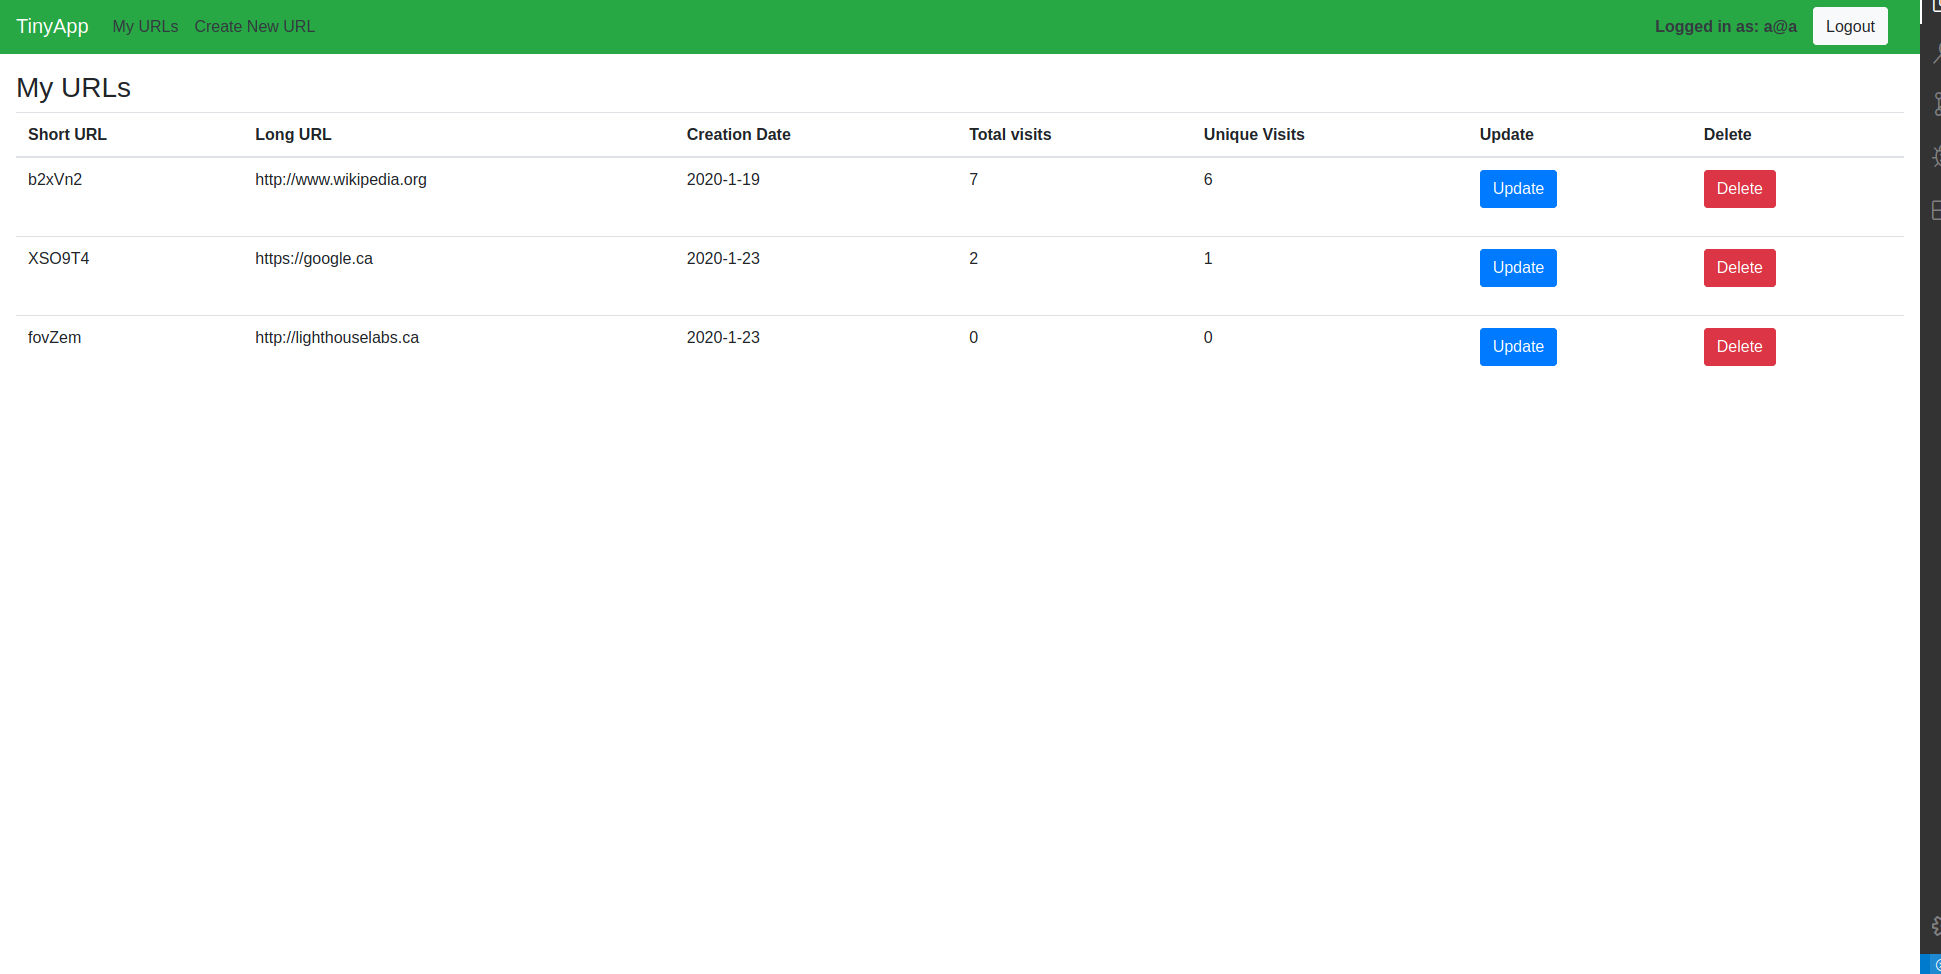 TinyApp My URLs Create New URL Logged in as: a@a Logout
My URLs
Short URL Long URL Creation Date Total visits Unique Visits Update Delete
b2xVn2 http://www.wikipedia.org 2020-1-19 7 6 Update Delete
XSO9T4 https://google.ca 2020-1-23 2 1 Update Delete
fovZem http://lighthouselabs.ca 2020-1-23 0 0 Update Delete